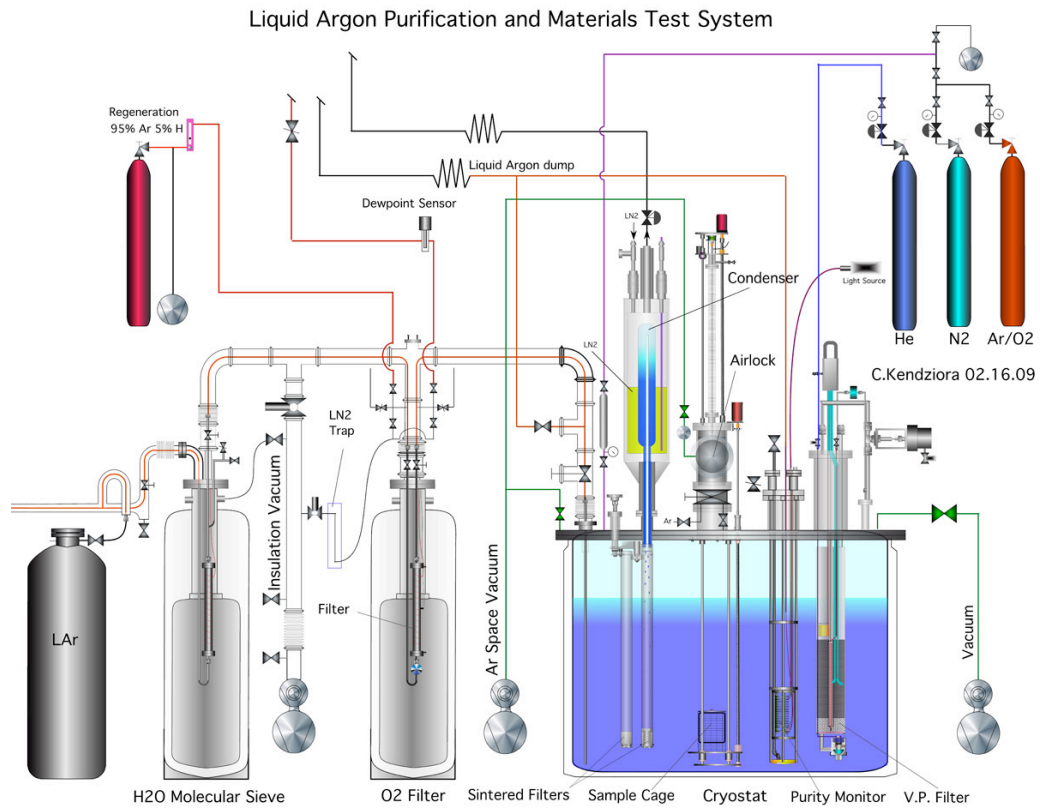 Liquid Argon Purification and Materials Test System
Regeneration
95% Ar 5% H
Liquid Argon dump
Dewpoint Sensor
LN2
Condenser
Light Source
He
N2
Ar/O2
LN2
Airlock
C.Kendziora 02.16.09
LN2
Trap
Insulation Vacuum
Ar
Filter
LAr
Ar Space Vacuum
Vacuum
H2O Molecular Sieve
O2 Filter
Sintered Filters
Sample Cage
Cryostat
Purity Monitor
V.P. Filter